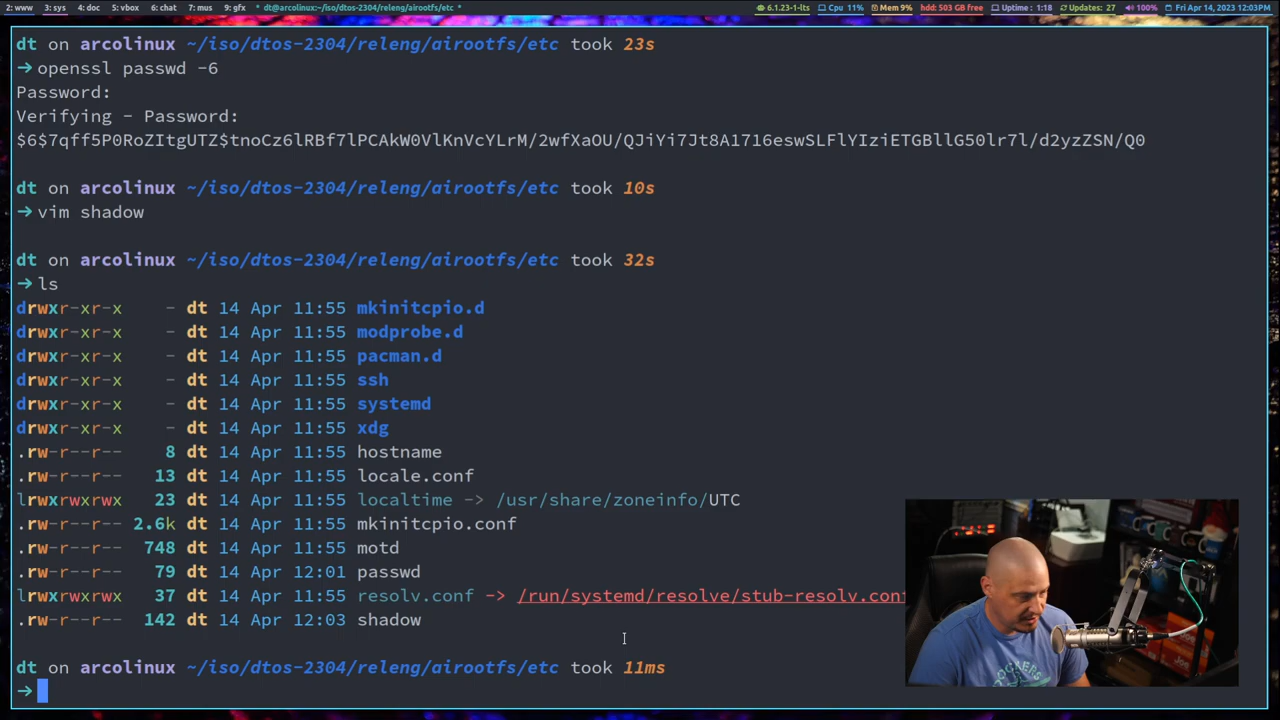 2: www 3: sys 4: doc 5: vbox 6: chat 7: mus 9: gfx * dt@arcolinux:~/iso/dtos-2304/releng/airootfs/etc * 6.1.23-1-lts Cpu 11% Mem 9% hdd: 503 GB free Uptime : 1:18 Updates: 27 100% Fri Apr 14, 2023 12:03PM
dt on arcolinux ~/iso/dtos-2304/releng/airootfs/etc took 23s
→ openssl passwd -6
Password:
Verifying - Password:
$6$7qff5P0RoZItgUTZ$tnoCz6lRBf7lPCAkW0VlKnVcYLrM/2wfXaOU/QJiYi7Jt8A1716eswSLFlYIziETGBllG50lr7l/d2yzZSN/Q0
dt on arcolinux ~/iso/dtos-2304/releng/airootfs/etc took 10s
→ vim shadow
dt on arcolinux ~/iso/dtos-2304/releng/airootfs/etc took 32s
→ ls
drwxr-xr-x - dt 14 Apr 11:55 mkinitcpio.d
drwxr-xr-x - dt 14 Apr 11:55 modprobe.d
drwxr-xr-x - dt 14 Apr 11:55 pacman.d
drwxr-xr-x - dt 14 Apr 11:55 ssh
drwxr-xr-x - dt 14 Apr 11:55 systemd
drwxr-xr-x - dt 14 Apr 11:55 xdg
.rw-r--r-- 8 dt 14 Apr 11:55 hostname
.rw-r--r-- 13 dt 14 Apr 11:55 locale.conf
lrwxrwxrwx 23 dt 14 Apr 11:55 localtime -> /usr/share/zoneinfo/UTC
.rw-r--r-- 2.6k dt 14 Apr 11:55 mkinitcpio.conf
.rw-r--r-- 748 dt 14 Apr 11:55 motd
.rw-r--r-- 79 dt 14 Apr 12:01 passwd
lrwxrwxrwx 37 dt 14 Apr 11:55 resolv.conf -> /run/systemd/resolve/stub-resolv.conf
.rw-r--r-- 142 dt 14 Apr 12:03 shadow
dt on arcolinux ~/iso/dtos-2304/releng/airootfs/etc took 11ms
→